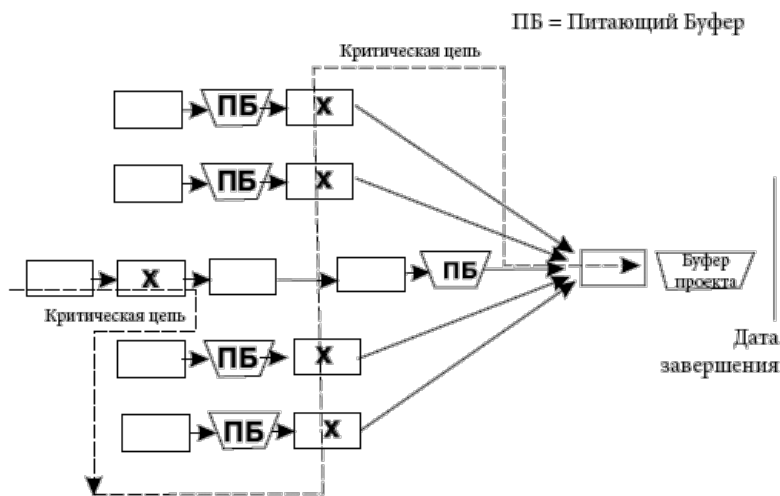 ПБ = Питающий Буфер
Критическая цепь
ПБ X
ПБ X
X ПБ
Буфер
проекта
Критическая цепь
Дата
завершения
ПБ X
ПБ X